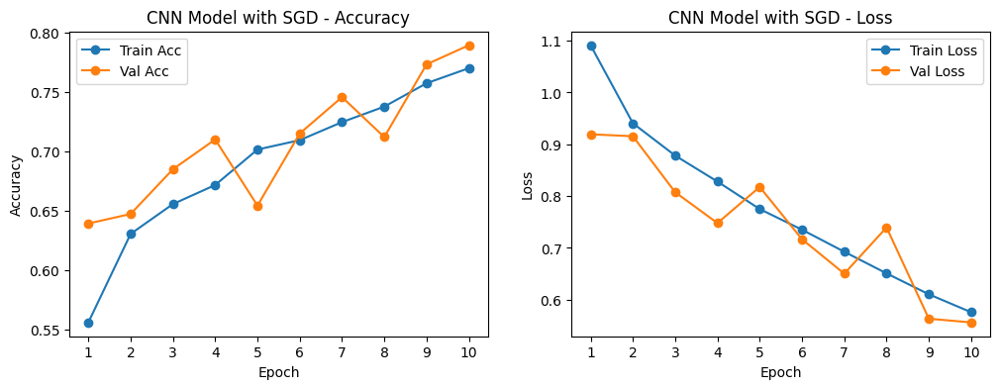 CNN Model with SGD - Accuracy
Train Acc
Val Acc
Accuracy
0.80
0.75
0.70
0.65
0.60
0.55
1 2 3 4 5 6 7 8 9 10
Epoch
CNN Model with SGD - Loss
Train Loss
Val Loss
Loss
1.1
1.0
0.9
0.8
0.7
0.6
1 2 3 4 5 6 7 8 9 10
Epoch